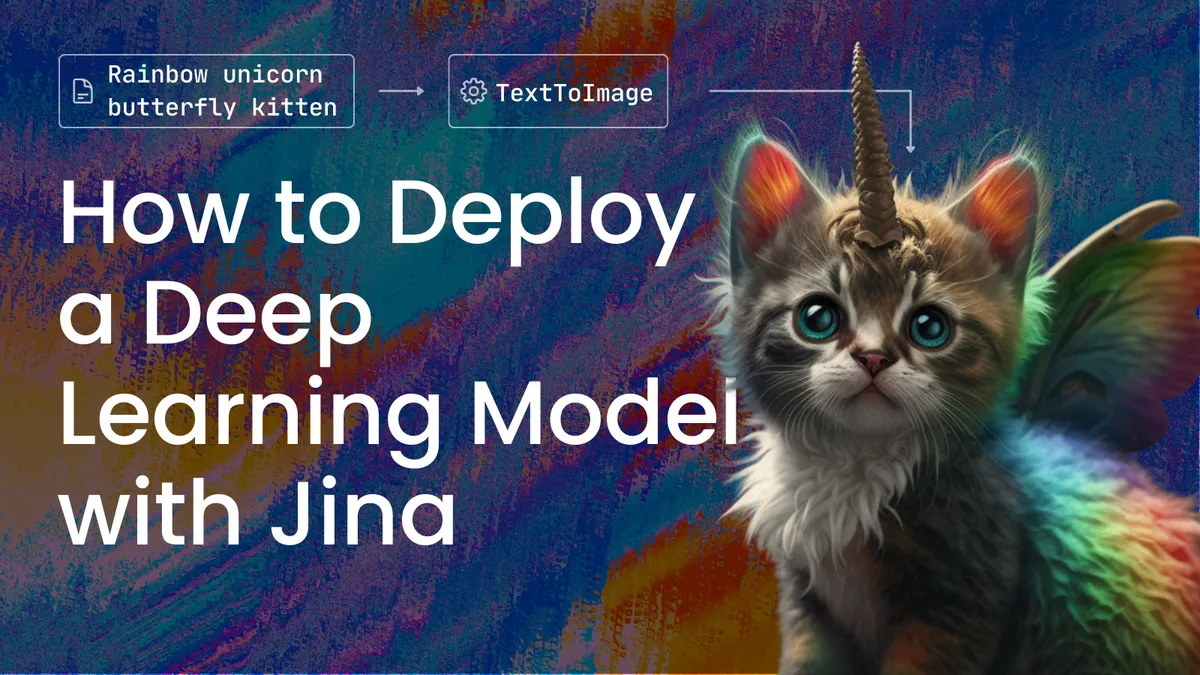 Rainbow unicorn
butterfly kitten
TextToImage
How to Deploy
a Deep
Learning Model
with Jina